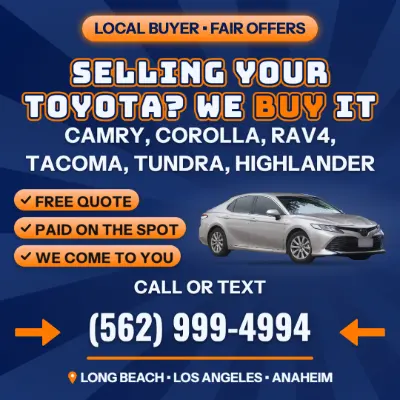 LOCAL BUYER ▪ FAIR OFFERS
SELLING YOUR
TOYOTA? WE BUY IT
CAMRY, COROLLA, RAV4,
TACOMA, TUNDRA, HIGHLANDER
✓ FREE QUOTE
✓ PAID ON THE SPOT
✓ WE COME TO YOU
CALL OR TEXT
(562) 999-4994
LONG BEACH ▪ LOS ANGELES ▪ ANAHEIM